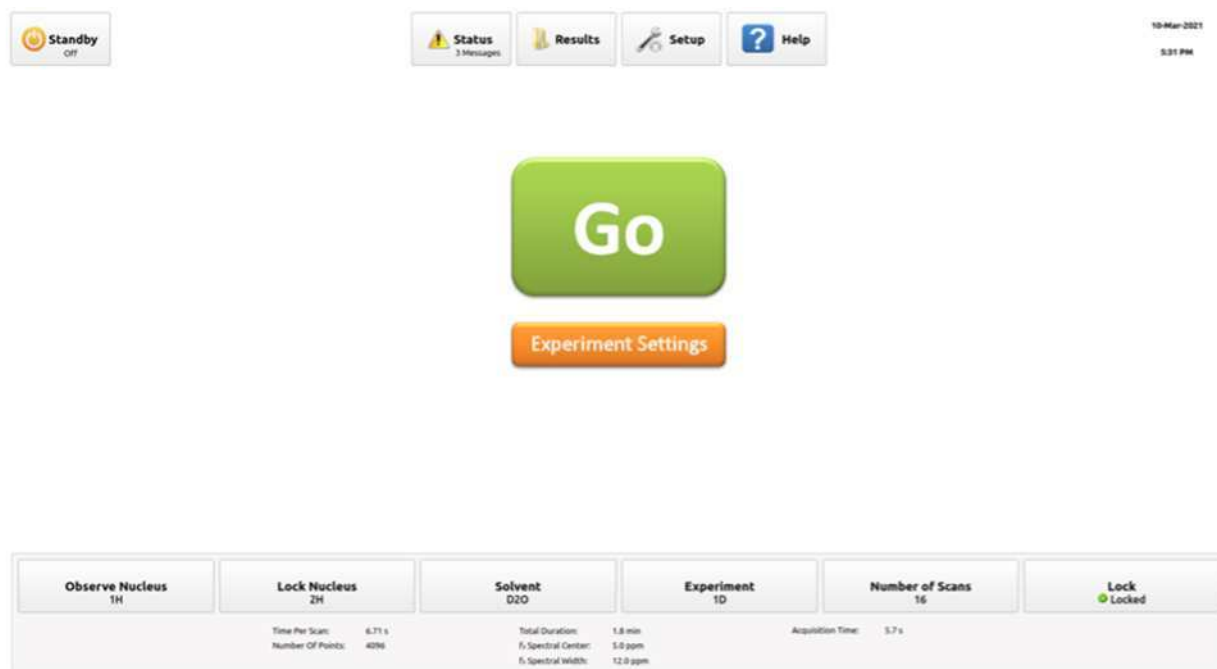 Standby
Off
Status
3 Messages
Results
Setup
Help
10-Mar-2021
5:31 PM
Go
Experiment Settings
Observe Nucleus
1H
Lock Nucleus
2H
Solvent
D2O
Experiment
1D
Number of Scans
16
Lock
Locked
Time Per Scan: 6.71 s
Number Of Points: 4096
Total Duration: 1.8 min
f₁ Spectral Center: 5.0 ppm
f₁ Spectral Width: 12.0 ppm
Acquisition Time: 5.7 s